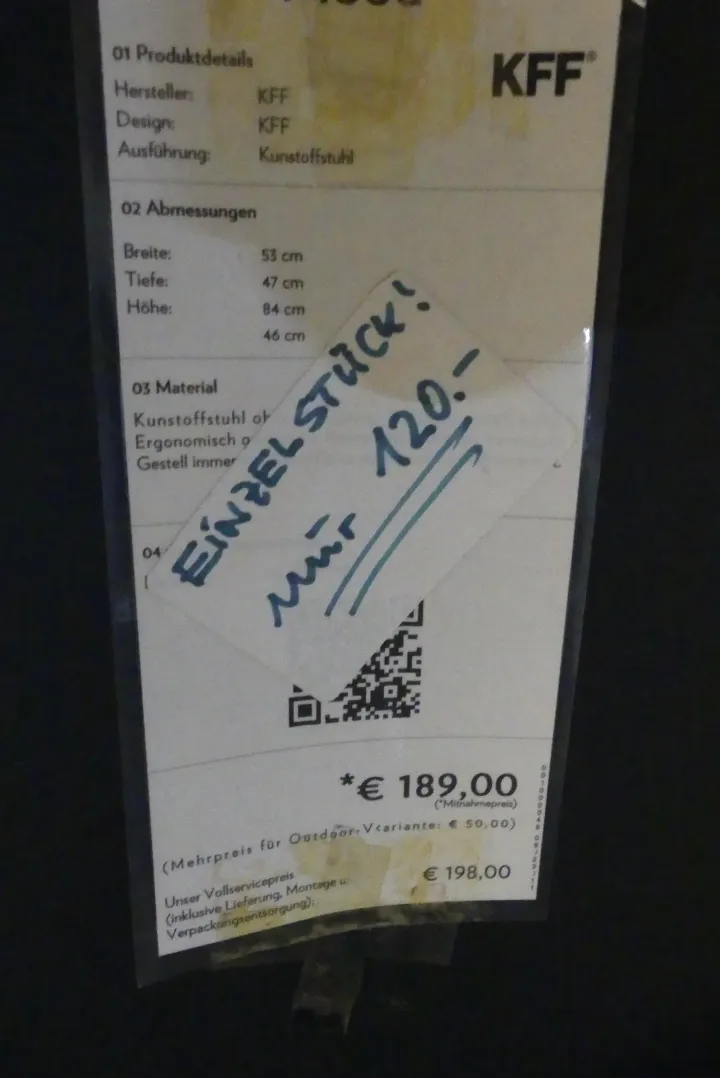 KFF®
01 Produktdetails
Hersteller: KFF
Design: KFF
Ausführung: Kunststoffstuhl
02 Abmessungen
Breite: 53 cm
Tiefe: 47 cm
Höhe: 84 cm
46 cm
03 Material
Kunststoffstuhl
Ergonomisch
Gestell immer
EINZELSTÜCK!
nur 120.-
04
*€ 189,00
(*Mitnahmepreis)
(Mehrpreis für Outdoor-Variante: € 50,00)
Unser Vollservicepreis
(inklusive Lieferung, Montage u.
Verpackungsentsorgung): € 198,00